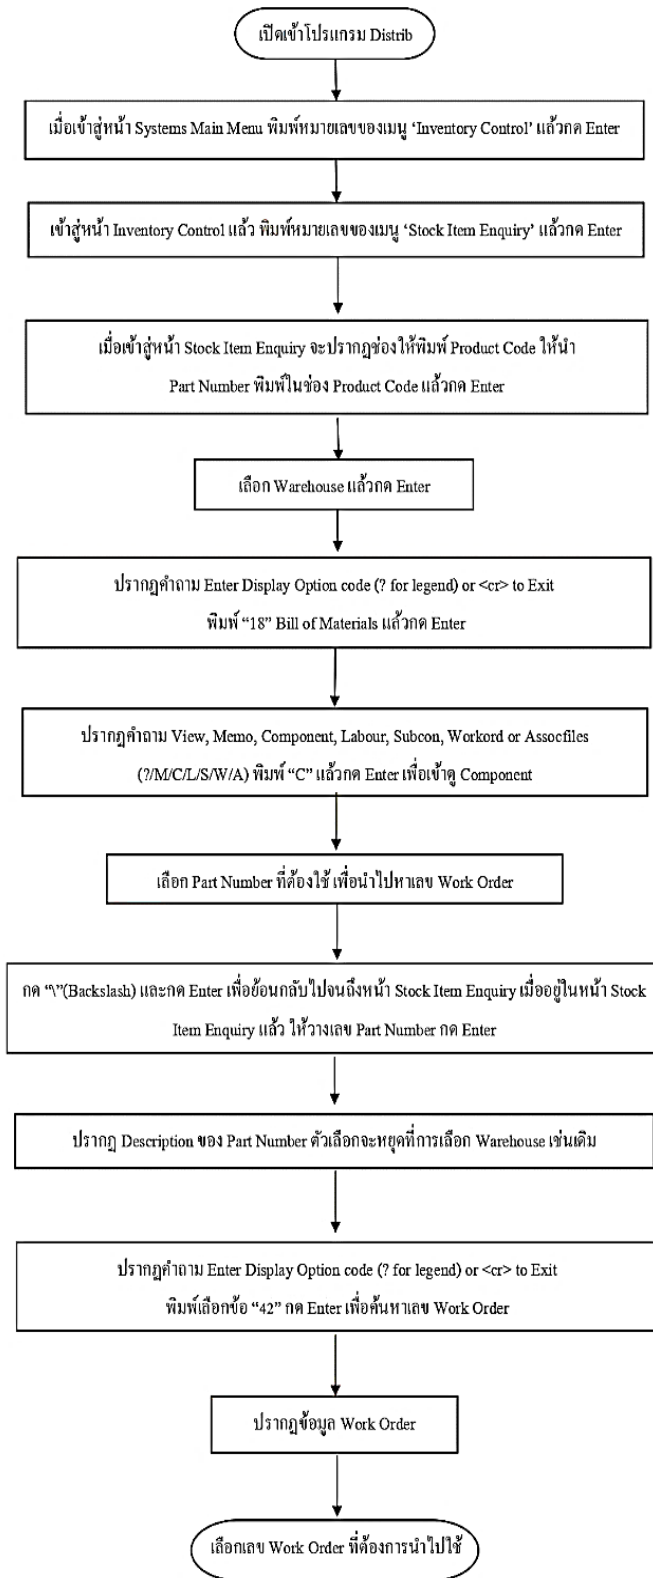 เปิดเข้าโปรแกรม Distrib
เมื่อเข้าสู่หน้า Systems Main Menu พิมพ์หมายเลขของเมนู ‘Inventory Control’ แล้วกด Enter
เข้าสู่หน้า Inventory Control แล้ว พิมพ์หมายเลขของเมนู ‘Stock Item Enquiry’ แล้วกด Enter
เมื่อเข้าสู่หน้า Stock Item Enquiry จะปรากฏช่องให้พิมพ์ Product Code ให้นำ
Part Number พิมพ์ในช่อง Product Code แล้วกด Enter
เลือก Warehouse แล้วกด Enter
ปรากฏคำถาม Enter Display Option code (? for legend) or <cr> to Exit
พิมพ์ “18” Bill of Materials แล้วกด Enter
ปรากฏคำถาม View, Memo, Component, Labour, Subcon, Workord or Assocfiles
(?/M/C/L/S/W/A) พิมพ์ “C” แล้วกด Enter เพื่อเข้าดู Component
เลือก Part Number ที่ต้องใช้ เพื่อนำไปหาเลข Work Order
กด “\”(Backslash) และกด Enter เพื่อย้อนกลับไปจนถึงหน้า Stock Item Enquiry เมื่ออยู่ในหน้า Stock
Item Enquiry แล้ว ให้วางเลข Part Number กด Enter
ปรากฏ Description ของ Part Number ตัวเลือกจะหยุดที่การเลือก Warehouse เช่นเดิม
ปรากฏคำถาม Enter Display Option code (? for legend) or <cr> to Exit
พิมพ์เลือกข้อ “42” กด Enter เพื่อค้นหาเลข Work Order
ปรากฏข้อมูล Work Order
เลือกเลข Work Order ที่ต้องการนำไปใช้